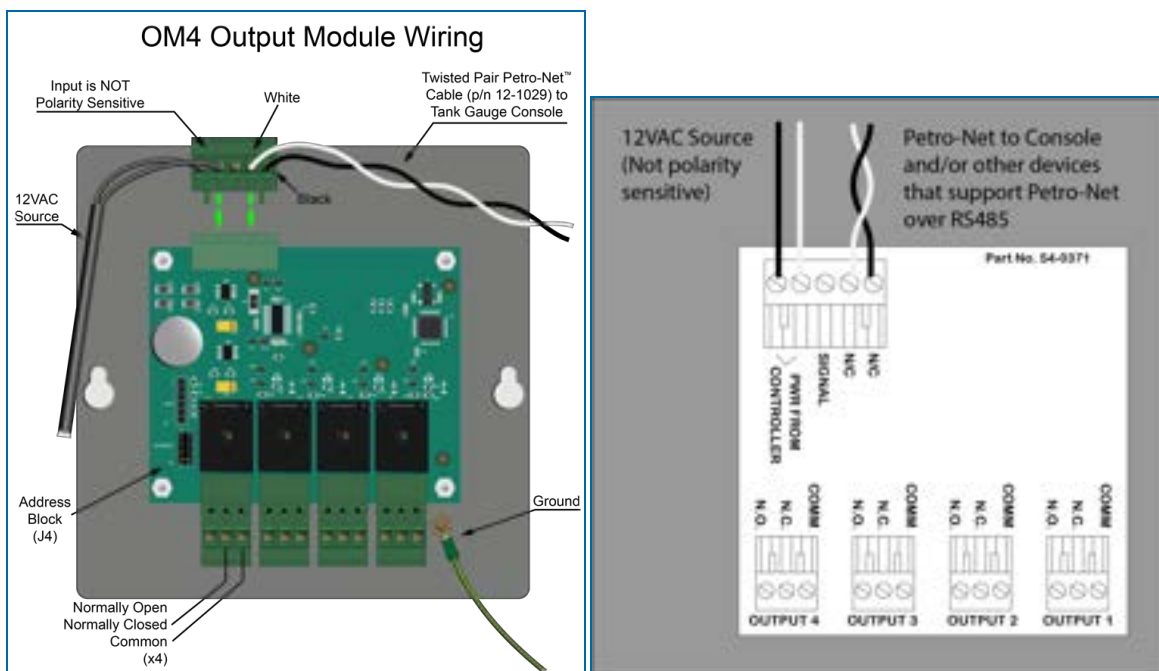 OM4 Output Module Wiring
Input is NOT
Polarity Sensitive
White
Twisted Pair Petro-Net™
Cable (p/n 12-1029) to
Tank Gauge Console
12VAC
Source
Black
Address
Block
(J4)
Ground
Normally Open
Normally Closed
Common
(x4)
12VAC Source
(Not polarity
sensitive)
Petro-Net to Console
and/or other devices
that support Petro-Net
over RS485
Part No. 54-0371
PWR FROM
CONTROLLER
SIGNAL
N/C
N/C
N.O.
N.C.
COMM
N.O.
N.C.
COMM
N.O.
N.C.
COMM
N.O.
N.C.
COMM
OUTPUT 4
OUTPUT 3
OUTPUT 2
OUTPUT 1